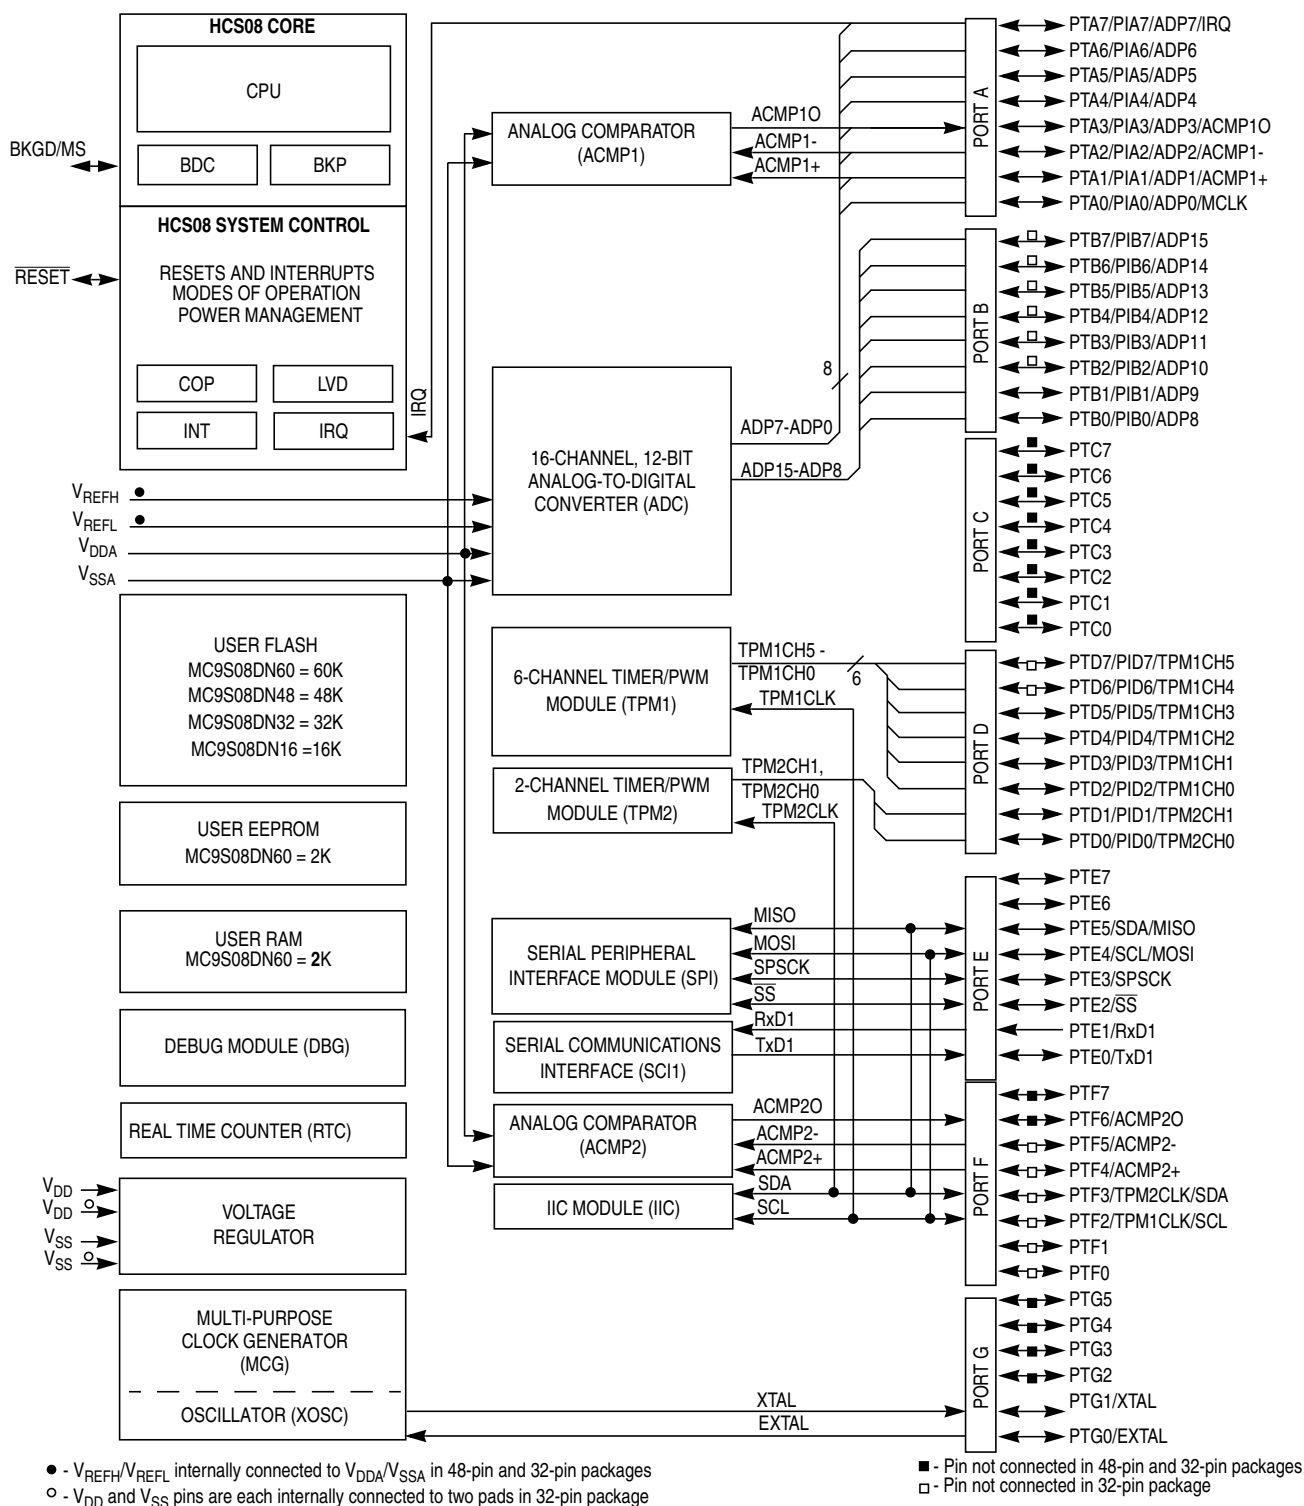 HCS08 CORE
CPU
BDC
BKP
BKGD/MS
HCS08 SYSTEM CONTROL
RESETS AND INTERRUPTS
MODES OF OPERATION
POWER MANAGEMENT
RESET
COP
LVD
INT
IRQ
IRQ
VREFH
VREFL
VDDA
VSSA
USER FLASH
MC9S08DN60 = 60K
MC9S08DN48 = 48K
MC9S08DN32 = 32K
MC9S08DN16 =16K
USER EEPROM
MC9S08DN60 = 2K
USER RAM
MC9S08DN60 = 2K
DEBUG MODULE (DBG)
REAL TIME COUNTER (RTC)
VDD
VDD
VSS
VSS
VOLTAGE
REGULATOR
MULTI-PURPOSE
CLOCK GENERATOR
(MCG)
OSCILLATOR (XOSC)
ANALOG COMPARATOR
(ACMP1)
ACMP1O
ACMP1-
ACMP1+
16-CHANNEL, 12-BIT
ANALOG-TO-DIGITAL
CONVERTER (ADC)
8
ADP7-ADP0
ADP15-ADP8
6-CHANNEL TIMER/PWM
MODULE (TPM1)
TPM1CH5 -
TPM1CH0
6
TPM1CLK
2-CHANNEL TIMER/PWM
MODULE (TPM2)
TPM2CH1,
TPM2CH0
TPM2CLK
SERIAL PERIPHERAL
INTERFACE MODULE (SPI)
MISO
MOSI
SPSCK
SS
SERIAL COMMUNICATIONS
INTERFACE (SCI1)
RxD1
TxD1
ANALOG COMPARATOR
(ACMP2)
ACMP2O
ACMP2-
ACMP2+
IIC MODULE (IIC)
SDA
SCL
XTAL
EXTAL
PORT A
PTA7/PIA7/ADP7/IRQ
PTA6/PIA6/ADP6
PTA5/PIA5/ADP5
PTA4/PIA4/ADP4
PTA3/PIA3/ADP3/ACMP1O
PTA2/PIA2/ADP2/ACMP1-
PTA1/PIA1/ADP1/ACMP1+
PTA0/PIA0/ADP0/MCLK
PORT B
PTB7/PIB7/ADP15
PTB6/PIB6/ADP14
PTB5/PIB5/ADP13
PTB4/PIB4/ADP12
PTB3/PIB3/ADP11
PTB2/PIB2/ADP10
PTB1/PIB1/ADP9
PTB0/PIB0/ADP8
PORT C
PTC7
PTC6
PTC5
PTC4
PTC3
PTC2
PTC1
PTC0
PORT D
PTD7/PID7/TPM1CH5
PTD6/PID6/TPM1CH4
PTD5/PID5/TPM1CH3
PTD4/PID4/TPM1CH2
PTD3/PID3/TPM1CH1
PTD2/PID2/TPM1CH0
PTD1/PID1/TPM2CH1
PTD0/PID0/TPM2CH0
PORT E
PTE7
PTE6
PTE5/SDA/MISO
PTE4/SCL/MOSI
PTE3/SPSCK
PTE2/SS
PTE1/RxD1
PTE0/TxD1
PORT F
PTF7
PTF6/ACMP2O
PTF5/ACMP2-
PTF4/ACMP2+
PTF3/TPM2CLK/SDA
PTF2/TPM1CLK/SCL
PTF1
PTF0
PORT G
PTG5
PTG4
PTG3
PTG2
PTG1/XTAL
PTG0/EXTAL
● - VREFH/VREFL internally connected to VDDA/VSSA in 48-pin and 32-pin packages
○ - VDD and VSS pins are each internally connected to two pads in 32-pin package
■ - Pin not connected in 48-pin and 32-pin packages
□ - Pin not connected in 32-pin package